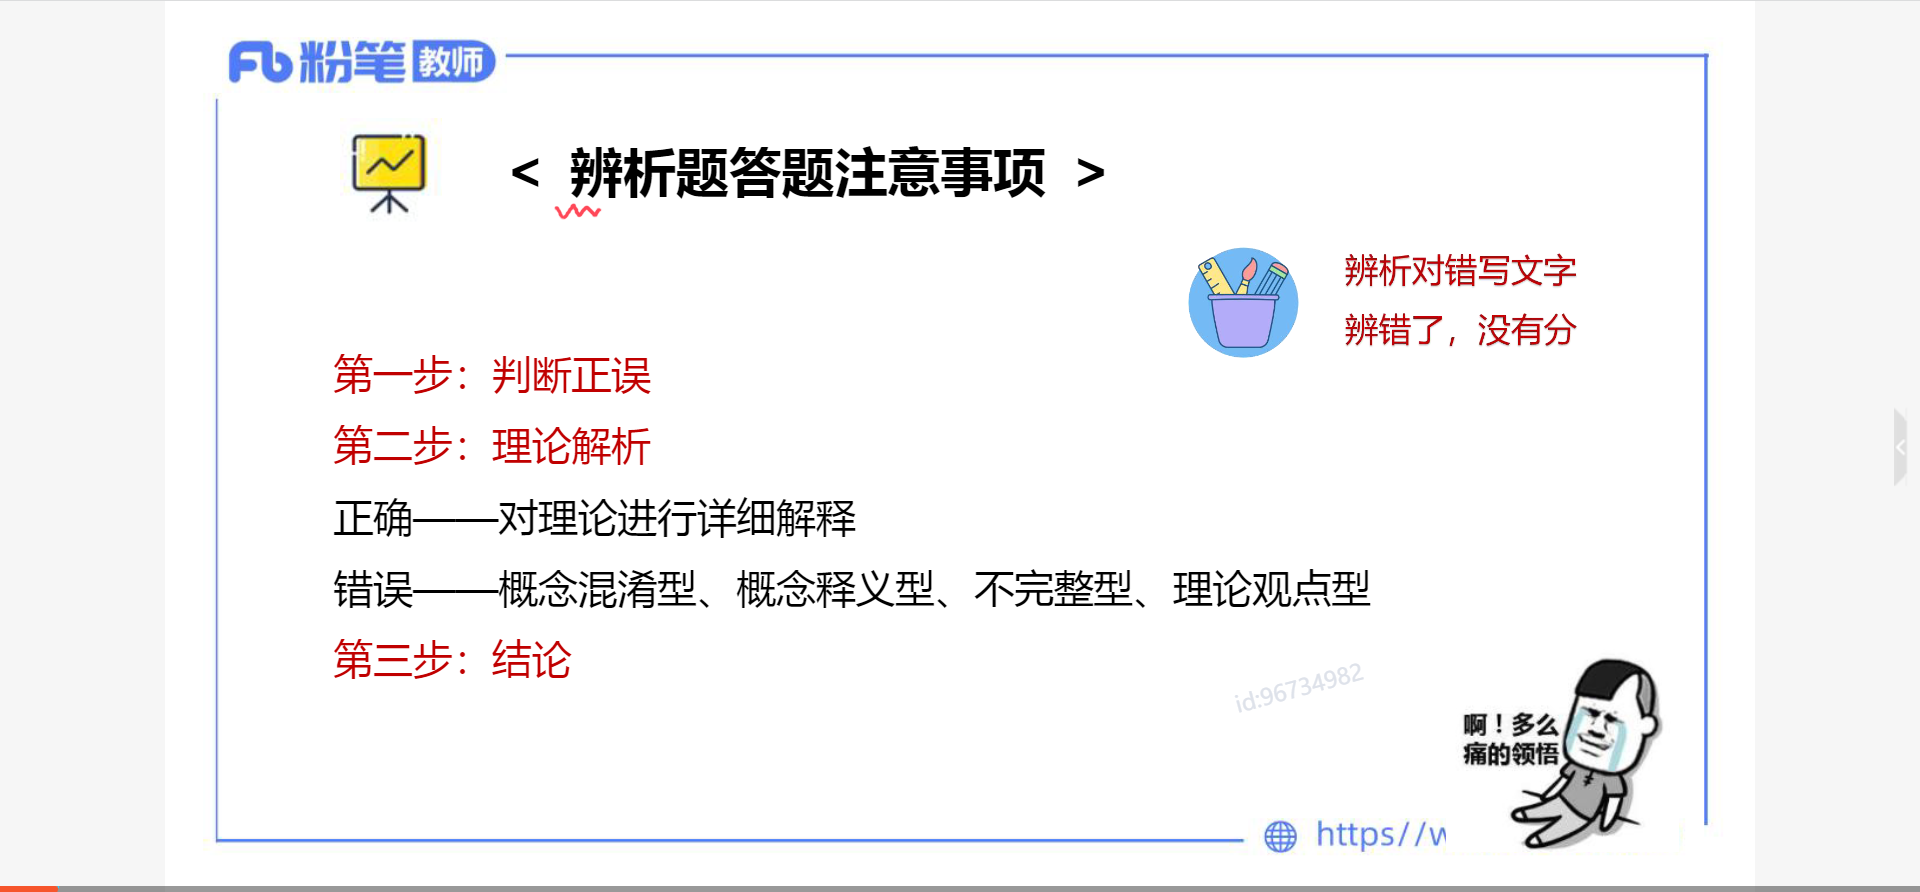 粉笔教师
< 辨析题答题注意事项 >
辨析对错写文字
辨错了，没有分
第一步：判断正误
第二步：理论解析
正确——对理论进行详细解释
错误——概念混淆型、概念释义型、不完整型、理论观点型
第三步：结论
id:96734982
啊！多么
痛的领悟
https//w